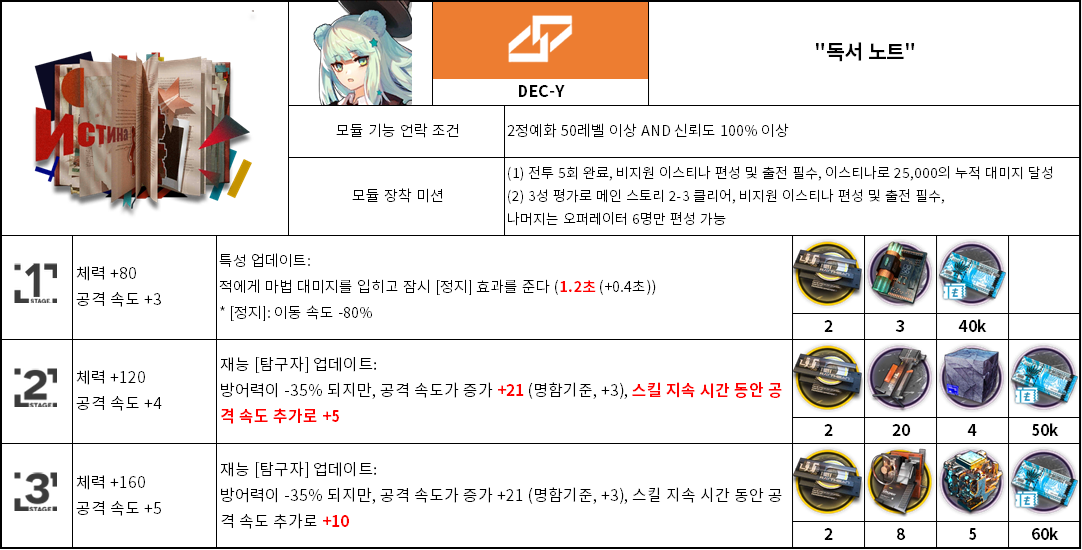 Истина
DEC-Y
"독서 노트"
모듈 기능 언락 조건
2정예화 50레벨 이상 AND 신뢰도 100% 이상
모듈 장착 미션
(1) 전투 5회 완료, 비지원 이스티나 편성 및 출전 필수, 이스티나로 25,000의 누적 대미지 달성
(2) 3성 평가로 메인 스토리 2-3 클리어, 비지원 이스티나 편성 및 출전 필수,
나머지는 오퍼레이터 6명만 편성 가능
1
STAGE
체력 +80
공격 속도 +3
특성 업데이트:
적에게 마법 대미지를 입히고 잠시 [정지] 효과를 준다 (1.2초 (+0.4초))
* [정지]: 이동 속도 -80%
2
3
40k
2
STAGE
체력 +120
공격 속도 +4
재능 [탐구자] 업데이트:
방어력이 -35% 되지만, 공격 속도가 증가 +21 (명함기준, +3), 스킬 지속 시간 동안 공
격 속도 추가로 +5
2
20
4
50k
3
STAGE
체력 +160
공격 속도 +5
재능 [탐구자] 업데이트:
방어력이 -35% 되지만, 공격 속도가 증가 +21 (명함기준, +3), 스킬 지속 시간 동안 공
격 속도 추가로 +10
2
8
5
60k